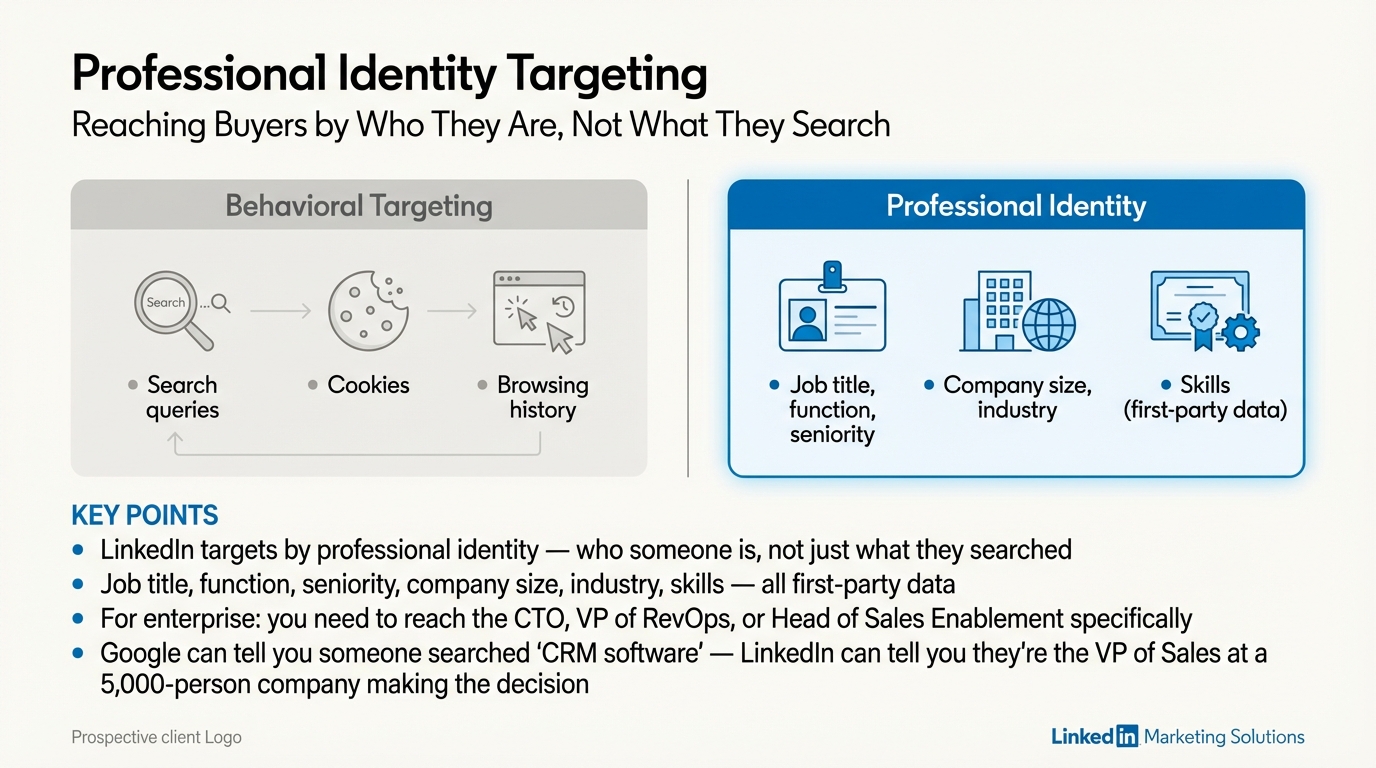 Professional Identity Targeting
Reaching Buyers by Who They Are, Not What They Search
Behavioral Targeting
Search
...
• Search
queries
• Cookies
• Browsing
history
Professional Identity
• Job title,
function,
seniority
• Company size,
industry
• Skills
(first-party data)
KEY POINTS
• LinkedIn targets by professional identity — who someone is, not just what they searched
• Job title, function, seniority, company size, industry, skills — all first-party data
• For enterprise: you need to reach the CTO, VP of RevOps, or Head of Sales Enablement specifically
• Google can tell you someone searched ‘CRM software’ — LinkedIn can tell you they’re the VP of Sales at a
5,000-person company making the decision
Prospective client Logo
Linked in Marketing Solutions